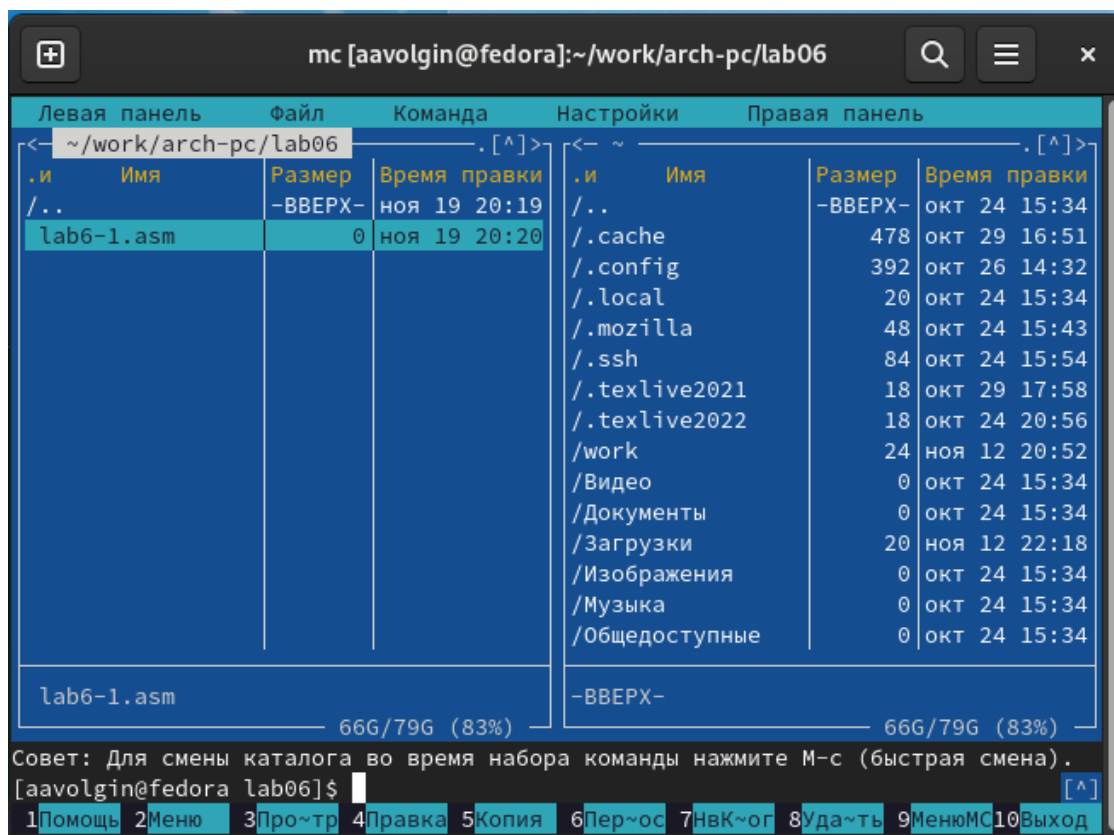 mc [aavolgin@fedora]:~/work/arch-pc/lab06
Левая панель Файл Команда Настройки Правая панель
<─ ~/work/arch-pc/lab06 .[^]>
.и Имя Размер Время правки
/.. -ВВЕРХ- ноя 19 20:19
lab6-1.asm 0 ноя 19 20:20
lab6-1.asm
66G/79G (83%)
<─ ~ .[^]>
.и Имя Размер Время правки
/.. -ВВЕРХ- окт 24 15:34
/.cache 478 окт 29 16:51
/.config 392 окт 26 14:32
/.local 20 окт 24 15:34
/.mozilla 48 окт 24 15:43
/.ssh 84 окт 24 15:54
/.texlive2021 18 окт 29 17:58
/.texlive2022 18 окт 24 20:56
/work 24 ноя 12 20:52
/Видео 0 окт 24 15:34
/Документы 0 окт 24 15:34
/Загрузки 20 ноя 12 22:18
/Изображения 0 окт 24 15:34
/Музыка 0 окт 24 15:34
/Общедоступные 0 окт 24 15:34
-ВВЕРХ-
66G/79G (83%)
Совет: Для смены каталога во время набора команды нажмите M-c (быстрая смена).
[aavolgin@fedora lab06]$ [^]
1Помощь 2Меню 3Про~тр 4Правка 5Копия 6Пер~ос 7НвК~ог 8Уда~ть 9МенюMC 10Выход